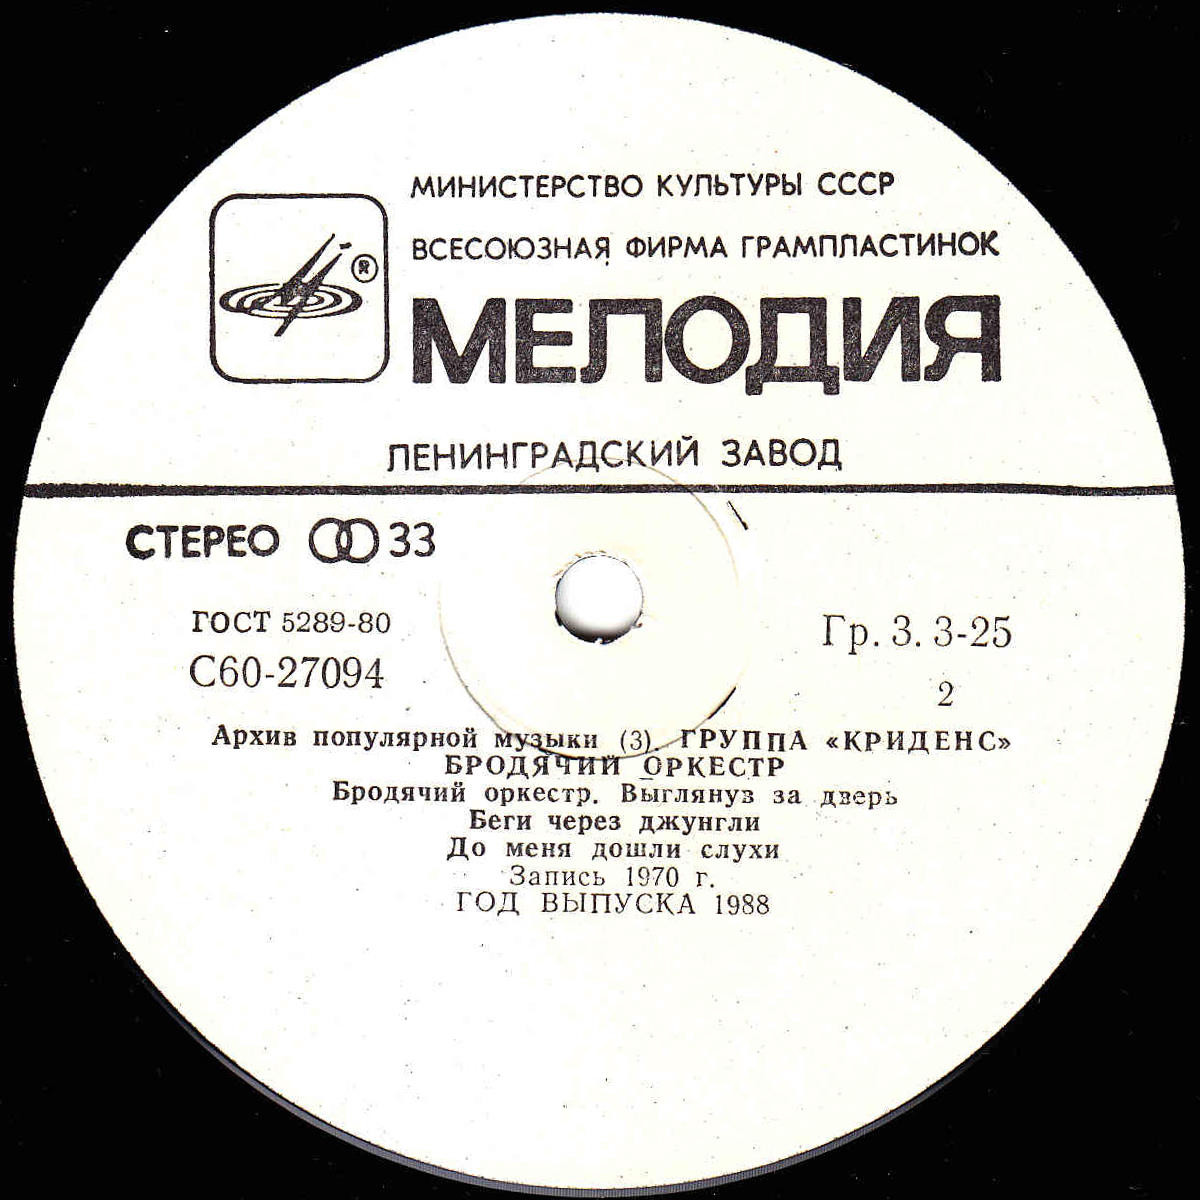 МИНИСТЕРСТВО КУЛЬТУРЫ СССР
ВСЕСОЮЗНАЯ ФИРМА ГРАМПЛАСТИНОК
®
МЕЛОДИЯ
ЛЕНИНГРАДСКИЙ ЗАВОД
СТЕРЕО 33
ГОСТ 5289-80
С60-27094
Гр. 3. 3-25
2
Архив популярной музыки (3). ГРУППА «КРИДЕНС»
БРОДЯЧИЙ ОРКЕСТР
Бродячий оркестр. Выглянув за дверь
Беги через джунгли
До меня дошли слухи
Запись 1970 г.
ГОД ВЫПУСКА 1988